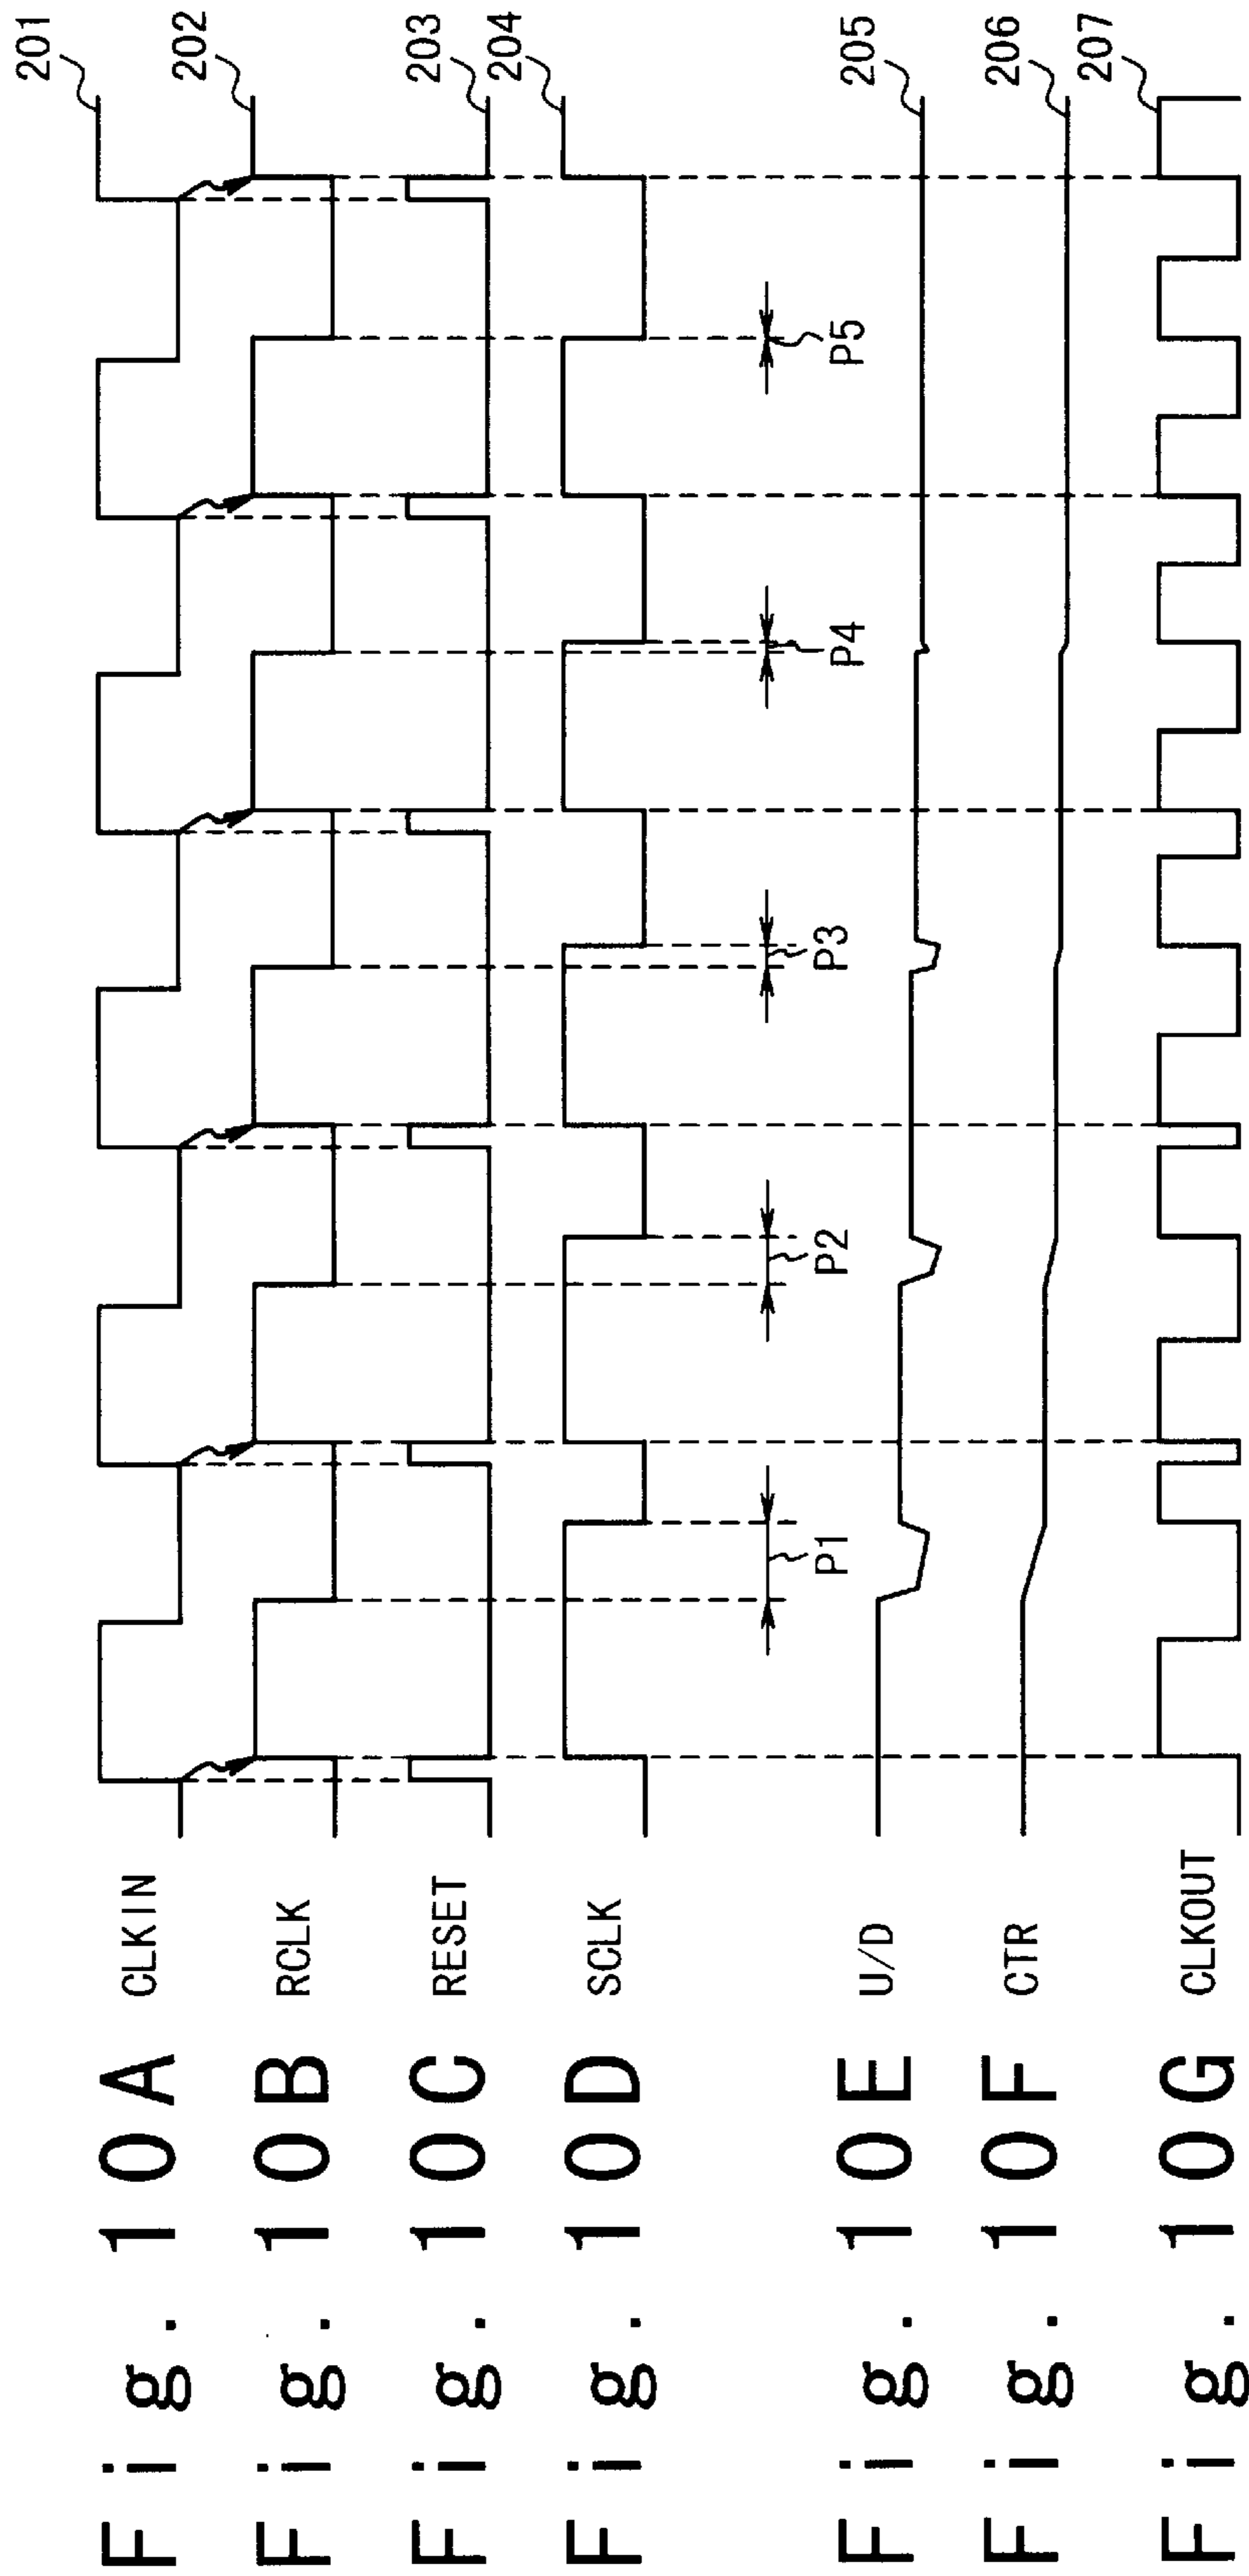 Fig. 10A CLKIN 201
Fig. 10B RCLK 202
Fig. 10C RESET 203
Fig. 10D SCLK 204
P1 P2 P3 P4 P5
Fig. 10E U/D 205
Fig. 10F CTR 206
Fig. 10G CLKOUT 207